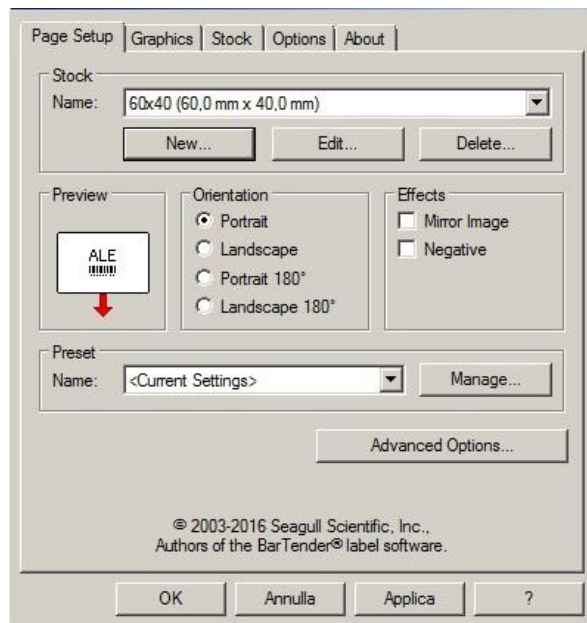 Page Setup Graphics Stock Options About
Stock
Name: 60x40 (60,0 mm x 40,0 mm)
New... Edit... Delete...
Preview
ALE
Orientation
Portrait
Landscape
Portrait 180°
Landscape 180°
Effects
Mirror Image
Negative
Preset
Name: <Current Settings> Manage...
Advanced Options...
© 2003-2016 Seagull Scientific, Inc.,
Authors of the BarTender® label software.
OK Annulla Applica ?